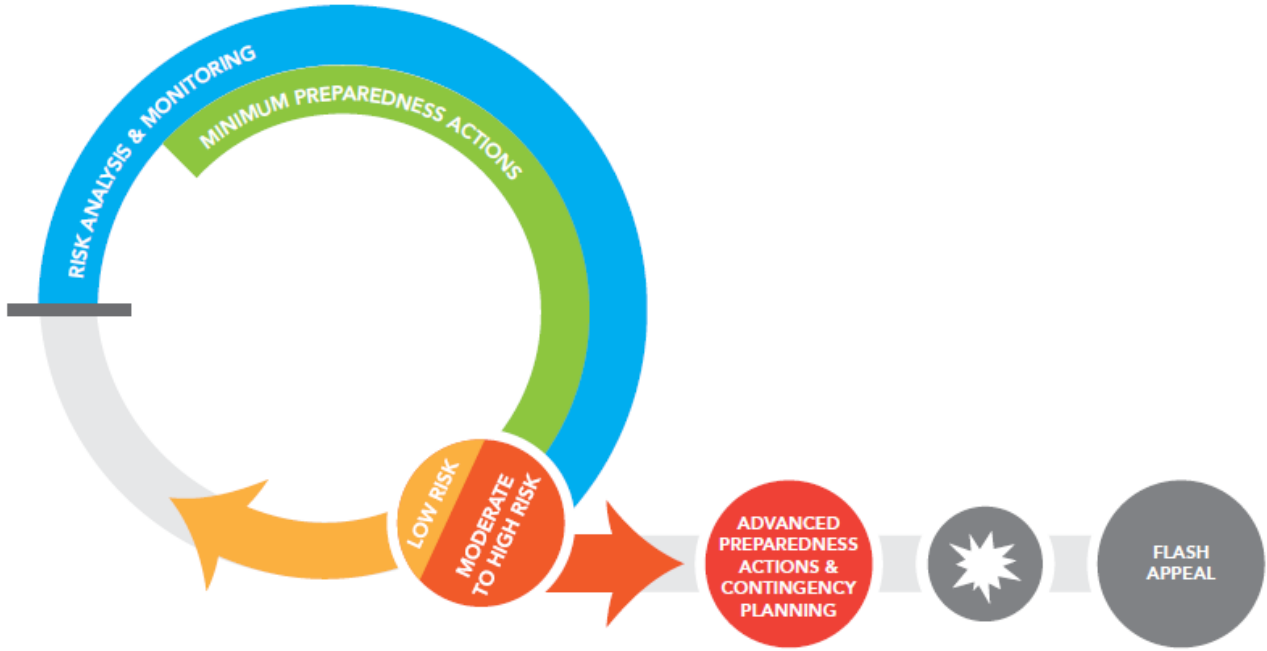 RISK ANALYSIS & MONITORING
MINIMUM PREPAREDNESS ACTIONS
LOW RISK
MODERATE
TO HIGH RISK
ADVANCED
PREPAREDNESS
ACTIONS &
CONTINGENCY
PLANNING
FLASH
APPEAL